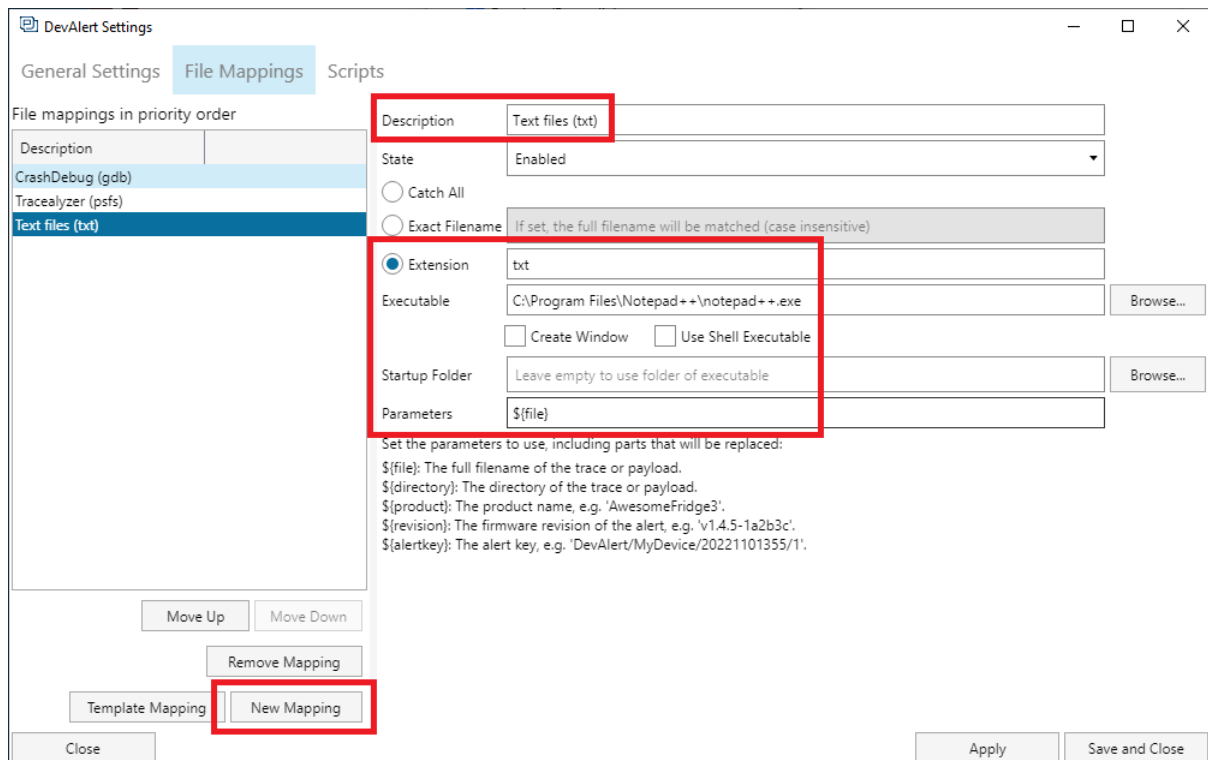 DevAlert Settings
General Settings File Mappings Scripts
File mappings in priority order
Description
CrashDebug (gdb)
Tracealyzer (psfs)
Text files (txt)
Move Up Move Down
Remove Mapping
Template Mapping New Mapping
Close
Description Text files (txt)
State Enabled
Catch All
Exact Filename If set, the full filename will be matched (case insensitive)
Extension txt
Executable C:\Program Files\Notepad++\notepad++.exe Browse...
Create Window Use Shell Executable
Startup Folder Leave empty to use folder of executable Browse...
Parameters ${file}
Set the parameters to use, including parts that will be replaced:
${file}: The full filename of the trace or payload.
${directory}: The directory of the trace or payload.
${product}: The product name, e.g. 'AwesomeFridge3'.
${revision}: The firmware revision of the alert, e.g. 'v1.4.5-1a2b3c'.
${alertkey}: The alert key, e.g. 'DevAlert/MyDevice/20221101355/1'.
Apply Save and Close